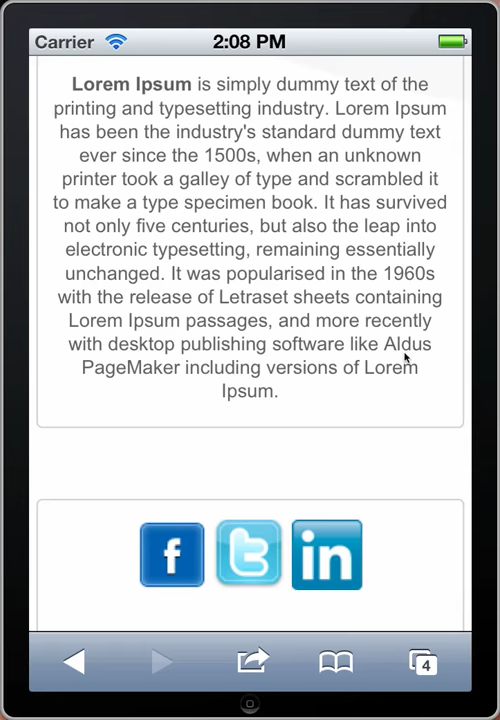 Carrier 2:08 PM
Lorem Ipsum is simply dummy text of the
printing and typesetting industry. Lorem Ipsum
has been the industry's standard dummy text
ever since the 1500s, when an unknown
printer took a galley of type and scrambled it
to make a type specimen book. It has survived
not only five centuries, but also the leap into
electronic typesetting, remaining essentially
unchanged. It was popularised in the 1960s
with the release of Letraset sheets containing
Lorem Ipsum passages, and more recently
with desktop publishing software like Aldus
PageMaker including versions of Lorem
Ipsum.
f t in
4